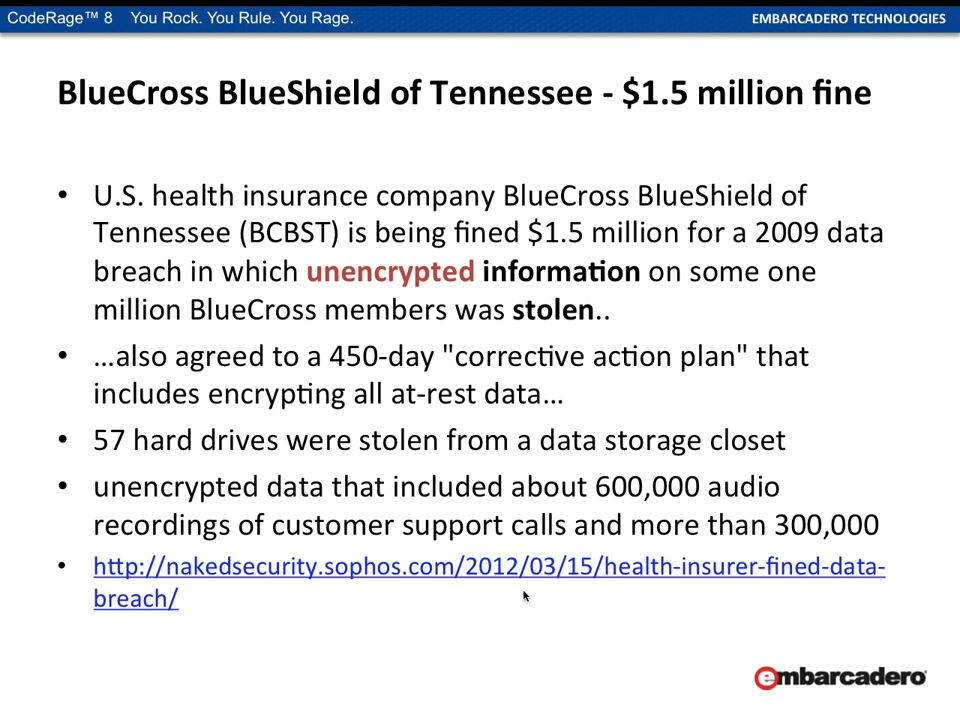 CodeRage™ 8 You Rock. You Rule. You Rage. EMBARCADERO TECHNOLOGIES
BlueCross BlueShield of Tennessee - $1.5 million fine
• U.S. health insurance company BlueCross BlueShield of
Tennessee (BCBST) is being fined $1.5 million for a 2009 data
breach in which unencrypted information on some one
million BlueCross members was stolen..
• …also agreed to a 450-day "corrective action plan" that
includes encrypting all at-rest data…
• 57 hard drives were stolen from a data storage closet
• unencrypted data that included about 600,000 audio
recordings of customer support calls and more than 300,000
• http://nakedsecurity.sophos.com/2012/03/15/health-insurer-fined-data-
breach/
embarcadero